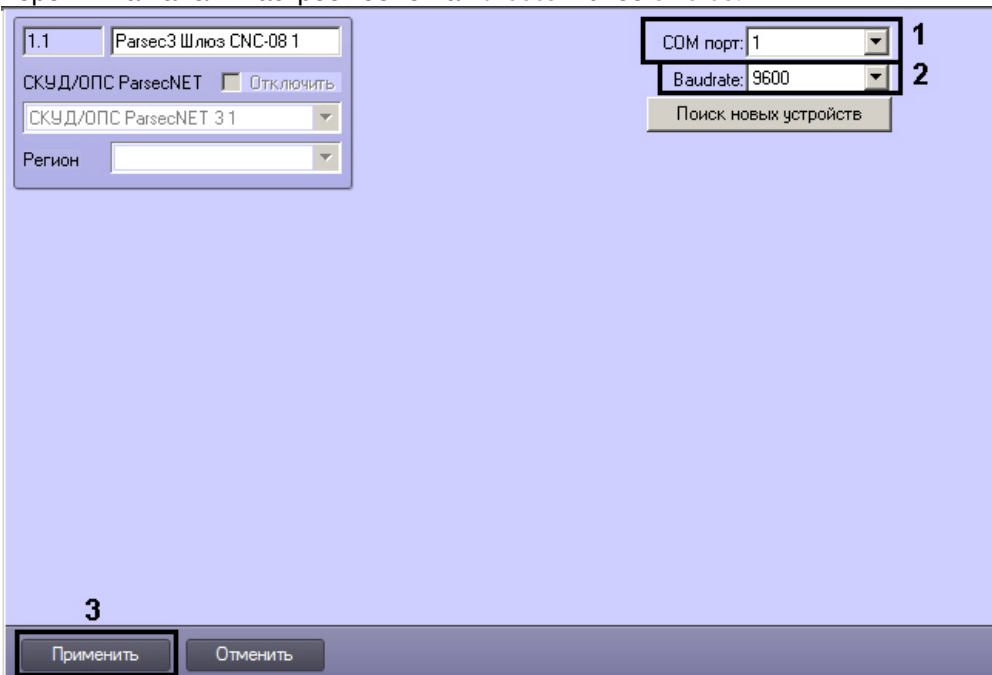 1.1 Parsec3 Шлюз CNC-08 1
СКУД/ОПС ParsecNET Отключить
СКУД/ОПС ParsecNET 3 1
Регион
COM порт: 1 1
Baudrate: 9600 2
Поиск новых устройств
3
Применить Отменить